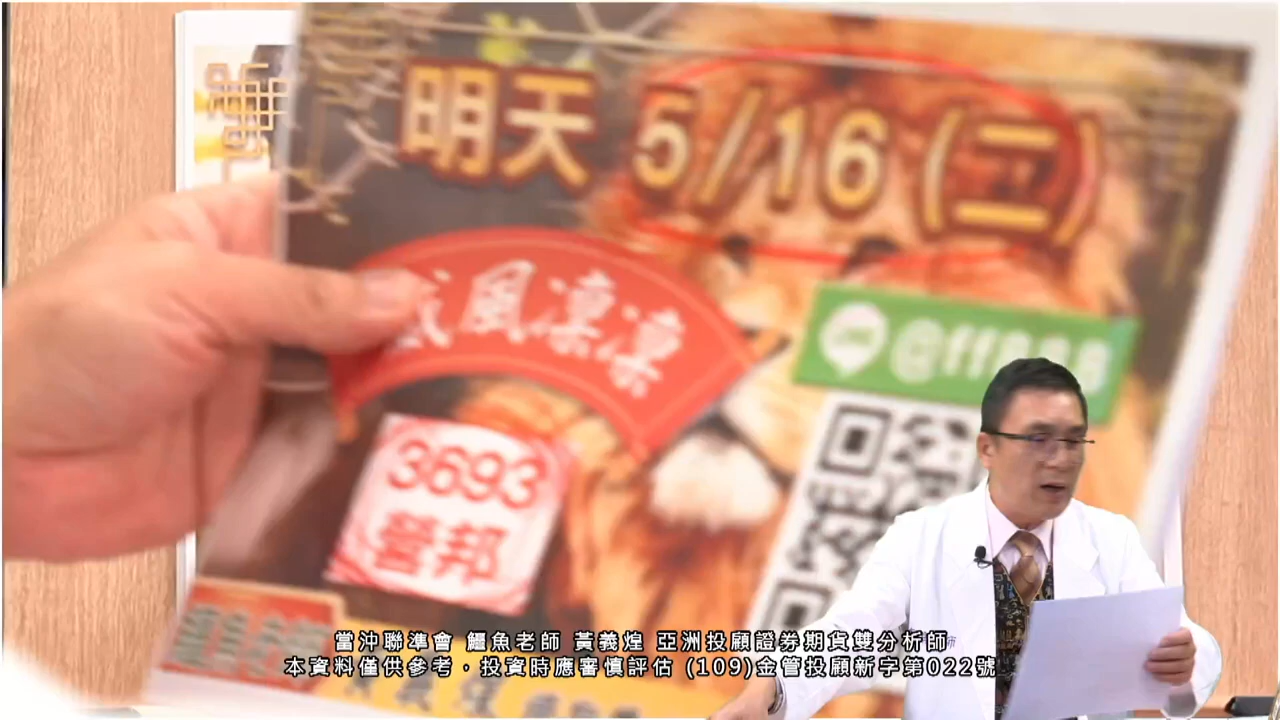 明天 5/16(二)
威風凜凜
3693
營邦
當沖聯準會 鱷魚老師 黃義煌 亞洲投顧證券期貨雙分析師
本資料僅供參考，投資時應審慎評估 (109)金管投顧新字第022號